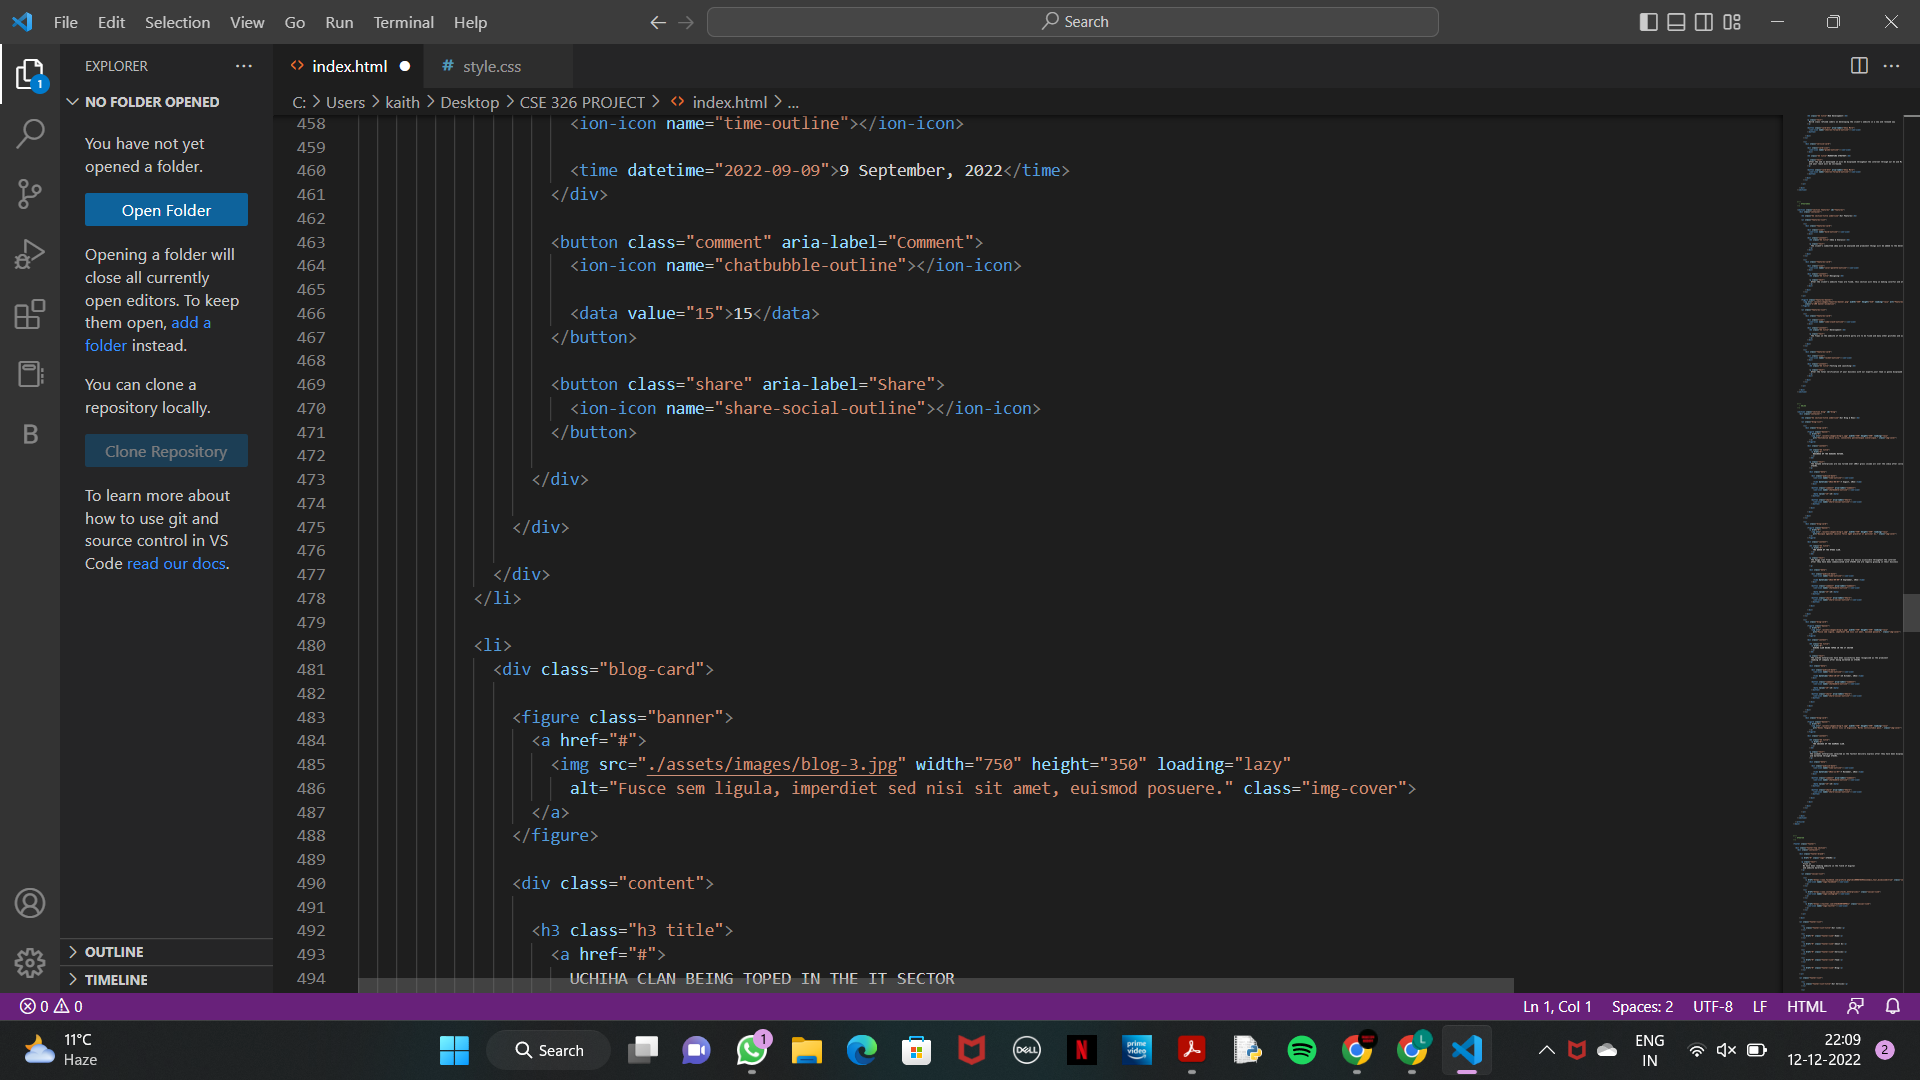 File Edit Selection View Go Run Terminal Help
Search
EXPLORER
index.html
# style.css
1
NO FOLDER OPENED
C: > Users > kaith > Desktop > CSE 326 PROJECT > index.html > ...
You have not yet
opened a folder.
Open Folder
Opening a folder will
close all currently
open editors. To keep
them open, add a
folder instead.
You can clone a
repository locally.
Clone Repository
To learn more about
how to use git and
source control in VS
Code read our docs.
B
OUTLINE
TIMELINE
458 <ion-icon name="time-outline"></ion-icon>
459
460 <time datetime="2022-09-09">9 September, 2022</time>
461 </div>
462
463 <button class="comment" aria-label="Comment">
464 <ion-icon name="chatbubble-outline"></ion-icon>
465
466 <data value="15">15</data>
467 </button>
468
469 <button class="share" aria-label="Share">
470 <ion-icon name="share-social-outline"></ion-icon>
471 </button>
472
473 </div>
474
475 </div>
476
477 </div>
478 </li>
479
480 <li>
481 <div class="blog-card">
482
483 <figure class="banner">
484 <a href="#">
485 <img src="./assets/images/blog-3.jpg" width="750" height="350" loading="lazy"
486 alt="Fusce sem ligula, imperdiet sed nisi sit amet, euismod posuere." class="img-cover">
487 </a>
488 </figure>
489
490 <div class="content">
491
492 <h3 class="h3 title">
493 <a href="#">
494 UCHIHA CLAN BEING TOPED IN THE IT SECTOR
0 0
Ln 1, Col 1 Spaces: 2 UTF-8 LF HTML
11°C
Haze
Search
1
DELL
N
prime
video
L
ENG
IN
22:09
12-12-2022
2